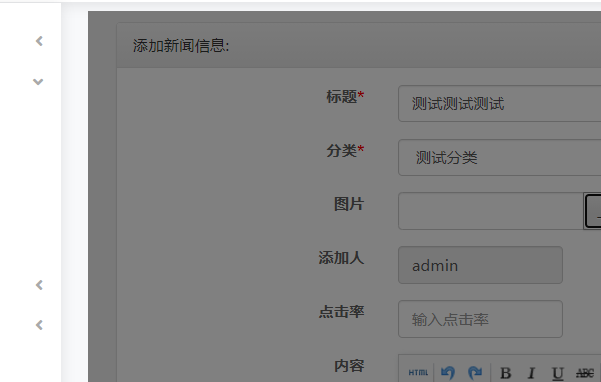 添加新闻信息:
标题* 测试测试测试
分类* 测试分类
图片
添加人 admin
点击率 输入点击率
内容 HTML B I U ABC